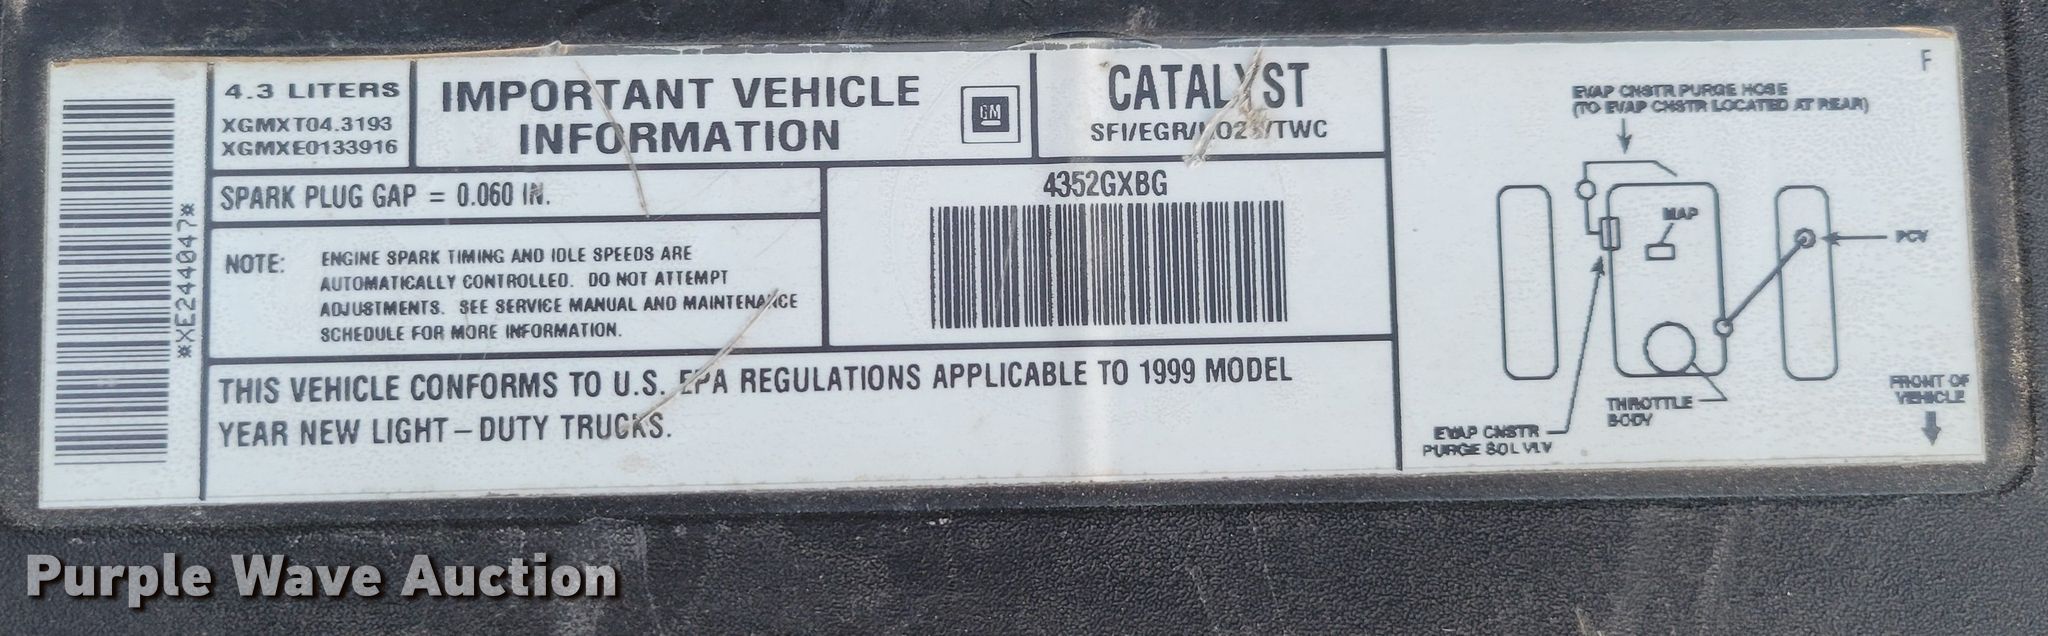 *XE244047*
4.3 LITERS
XGMXT04.3193
XGMXE0133916
IMPORTANT VEHICLE
INFORMATION
GM
CATALYST
SFI/EGR/ /TWC
SPARK PLUG GAP = 0.060 IN.
4352GXBG
NOTE: ENGINE SPARK TIMING AND IDLE SPEEDS ARE
AUTOMATICALLY CONTROLLED. DO NOT ATTEMPT
ADJUSTMENTS. SEE SERVICE MANUAL AND MAINTENANCE
SCHEDULE FOR MORE INFORMATION.
THIS VEHICLE CONFORMS TO U.S. EPA REGULATIONS APPLICABLE TO 1999 MODEL
YEAR NEW LIGHT – DUTY TRUCKS.
F
EVAP CNSTR PURGE HOSE
(TO EVAP CNSTR LOCATED AT REAR)
MAP
PCV
THROTTLE
BODY
EVAP CNSTR
PURGE SOL VLV
FRONT OF
VEHICLE
Purple Wave Auction